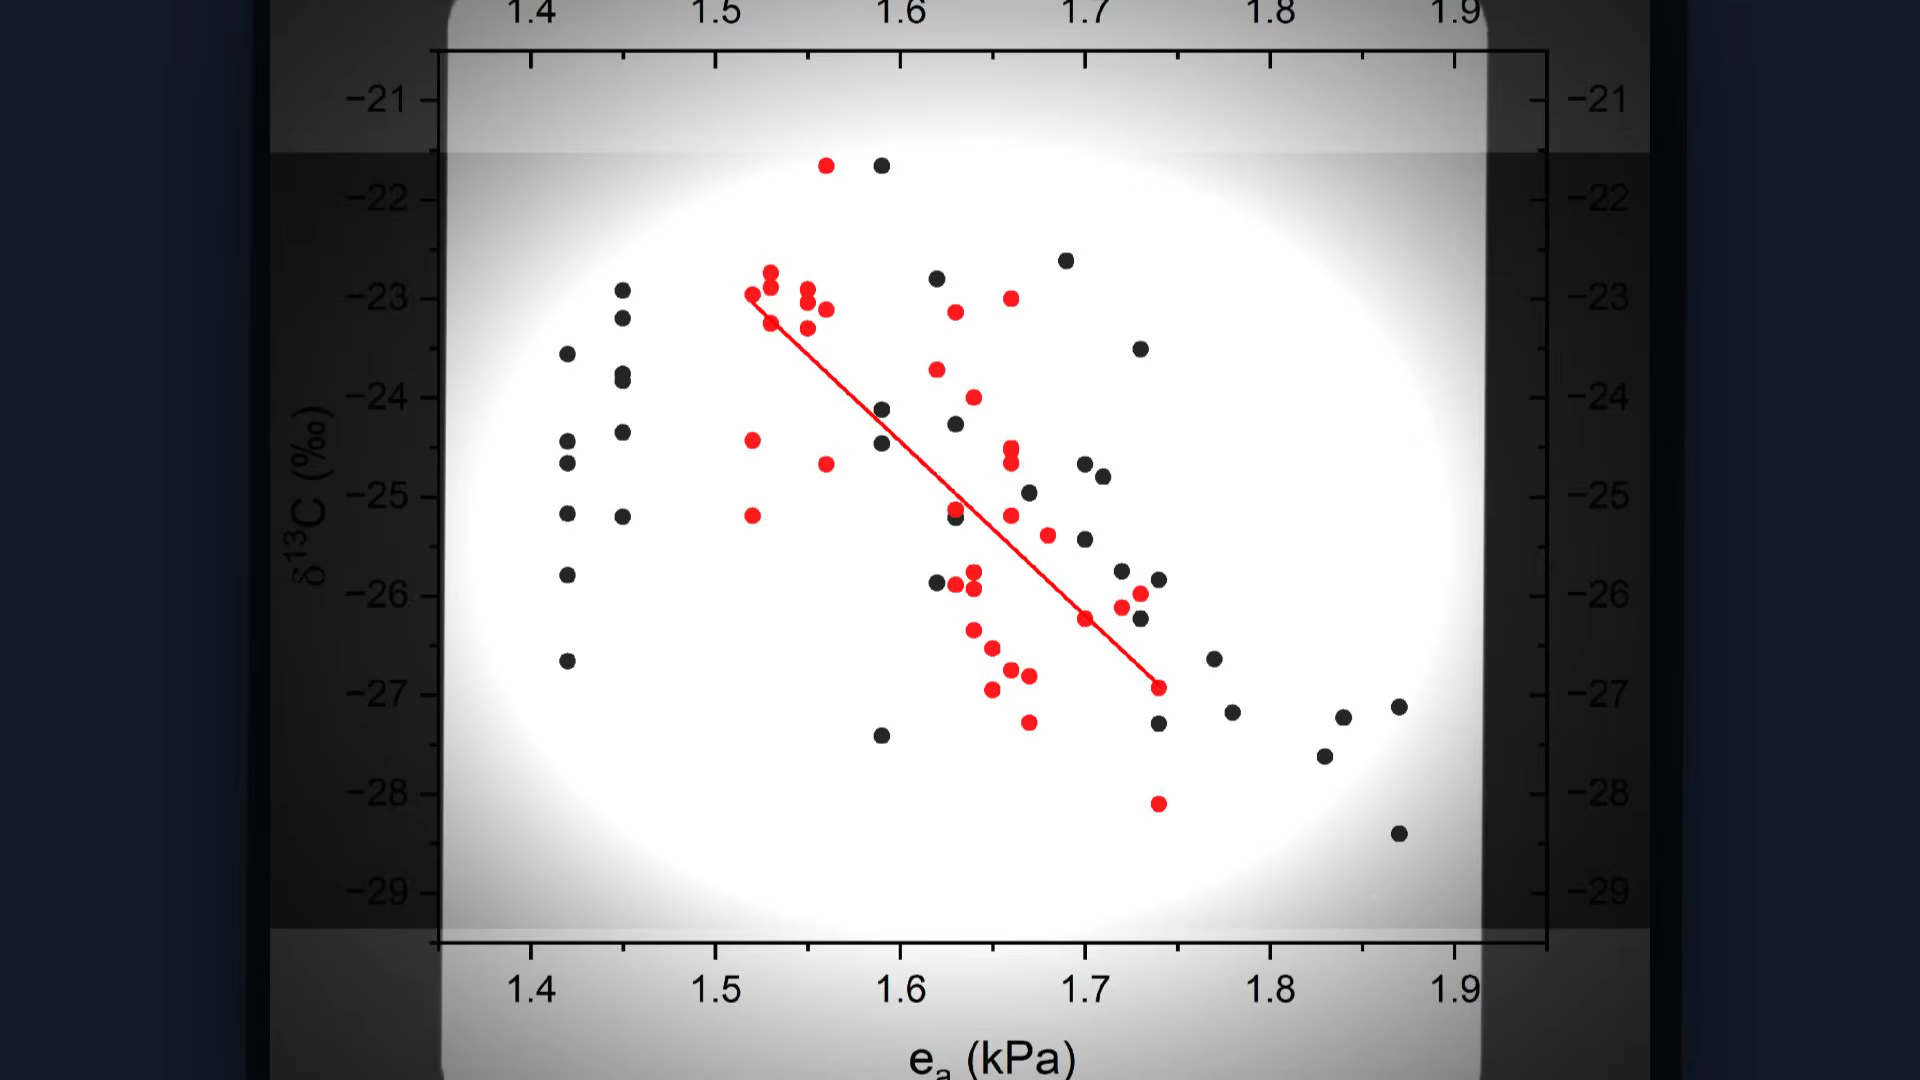 1.4 1.5 1.6 1.7 1.8 1.9
−21 −21
−22 −22
−23 −23
−24 −24
−25 −25
−26 −26
−27 −27
−28 −28
−29 −29
δ¹³C (‰)
1.4 1.5 1.6 1.7 1.8 1.9
eₐ (kPa)